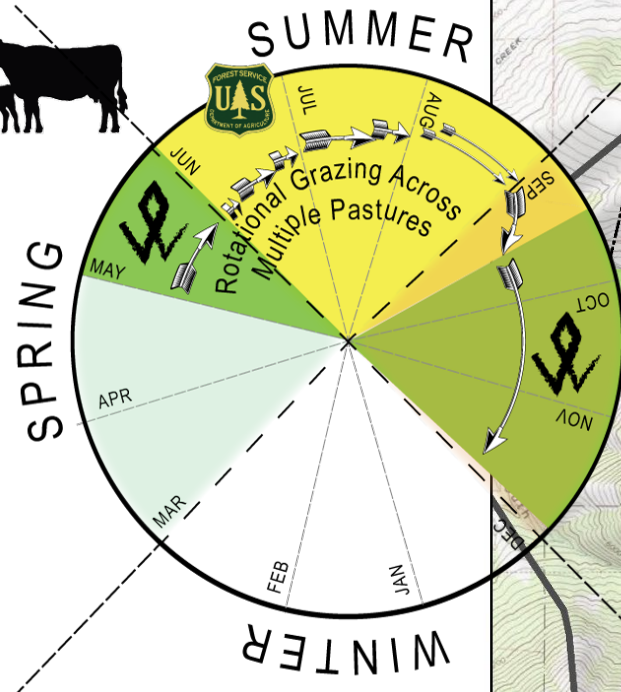 SUMMER
CREEK
FOREST SERVICE
US
DEPARTMENT OF AGRICULTURE
JUN
JUL
AUG
SEP
Rotational Grazing Across
Multiple Pastures
SPRING
MAY
APR
MAR
OCT
NOV
DEC
FEB
JAN
WINTER